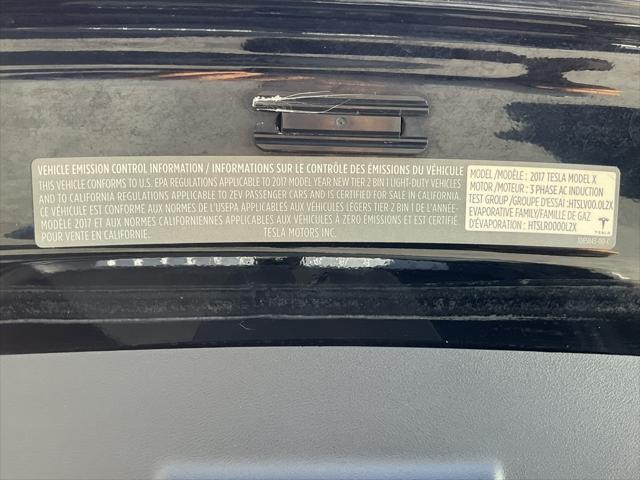 VEHICLE EMISSION CONTROL INFORMATION / INFORMATIONS SUR LE CONTRÔLE DES ÉMISSIONS DU VÉHICULE
THIS VEHICLE CONFORMS TO U.S. EPA REGULATIONS APPLICABLE TO 2017 MODEL YEAR NEW TIER 2 BIN 1 LIGHT-DUTY VEHICLES
AND TO CALIFORNIA REGULATIONS APPLICABLE TO ZEV PASSENGER CARS AND IS CERTIFIED FOR SALE IN CALIFORNIA.
CE VÉHICULE EST CONFORME AUX NORMES DE L'USEPA APPLICABLES AUX VÉHICULES LÉGERS TIER 2 BIN 1 DE L'ANNÉE-
MODÈLE 2017 ET AUX NORMES CALIFORNIENNES APPLICABLES AUX VÉHICULES À ZÉRO ÉMISSIONS ET EST CERTIFIÉ
POUR VENTE EN CALIFORNIE.
TESLA MOTORS INC.
MODEL / MODÈLE : 2017 TESLA MODEL X
MOTOR / MOTEUR : 3 PHASE AC INDUCTION
TEST GROUP /GROUPE D'ESSAI :HTSLV00.0L2X
EVAPORATIVE FAMILY/FAMILLE DE GAZ
D'ÉVAPORATION : HTSLR0000L2X
TESLA